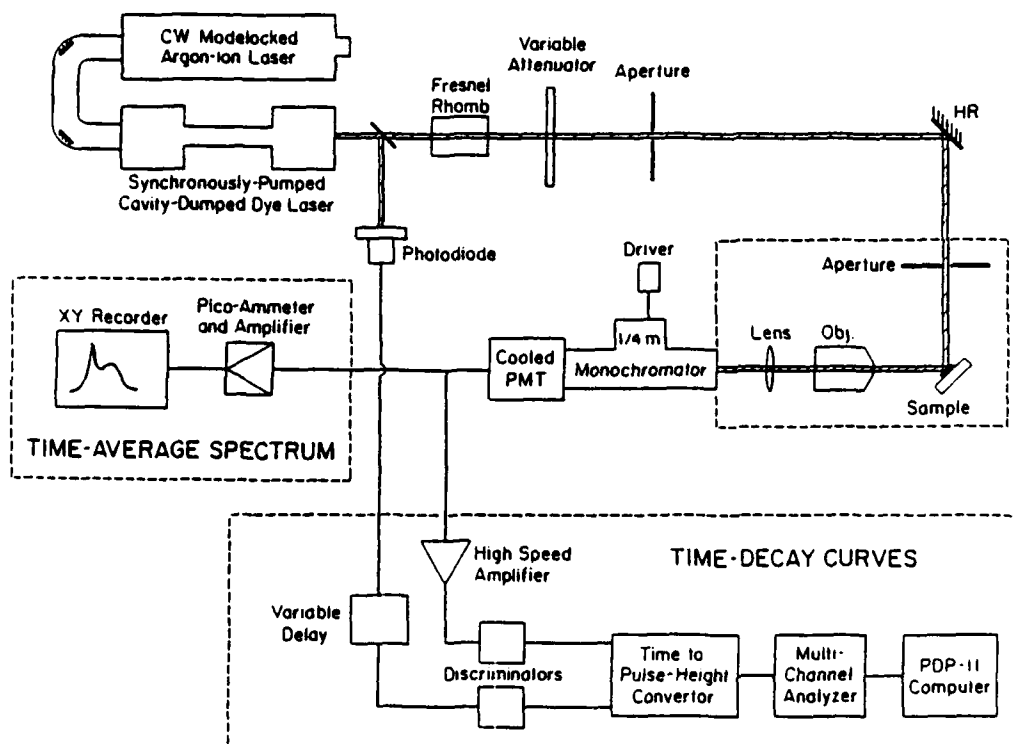 CW Modelocked
Argon-ion Laser
Synchronously-Pumped
Cavity-Dumped Dye Laser
Fresnel
Rhomb
Variable
Attenuator
Aperture
HR
Photodiode
Driver
1/4 m
Monochromator
Cooled
PMT
Aperture
Lens
Obj.
Sample
XY Recorder
Pico-Ammeter
and Amplifier
TIME-AVERAGE SPECTRUM
High Speed
Amplifier
TIME-DECAY CURVES
Variable
Delay
Discriminators
Time to
Pulse-Height
Convertor
Multi-
Channel
Analyzer
PDP-11
Computer